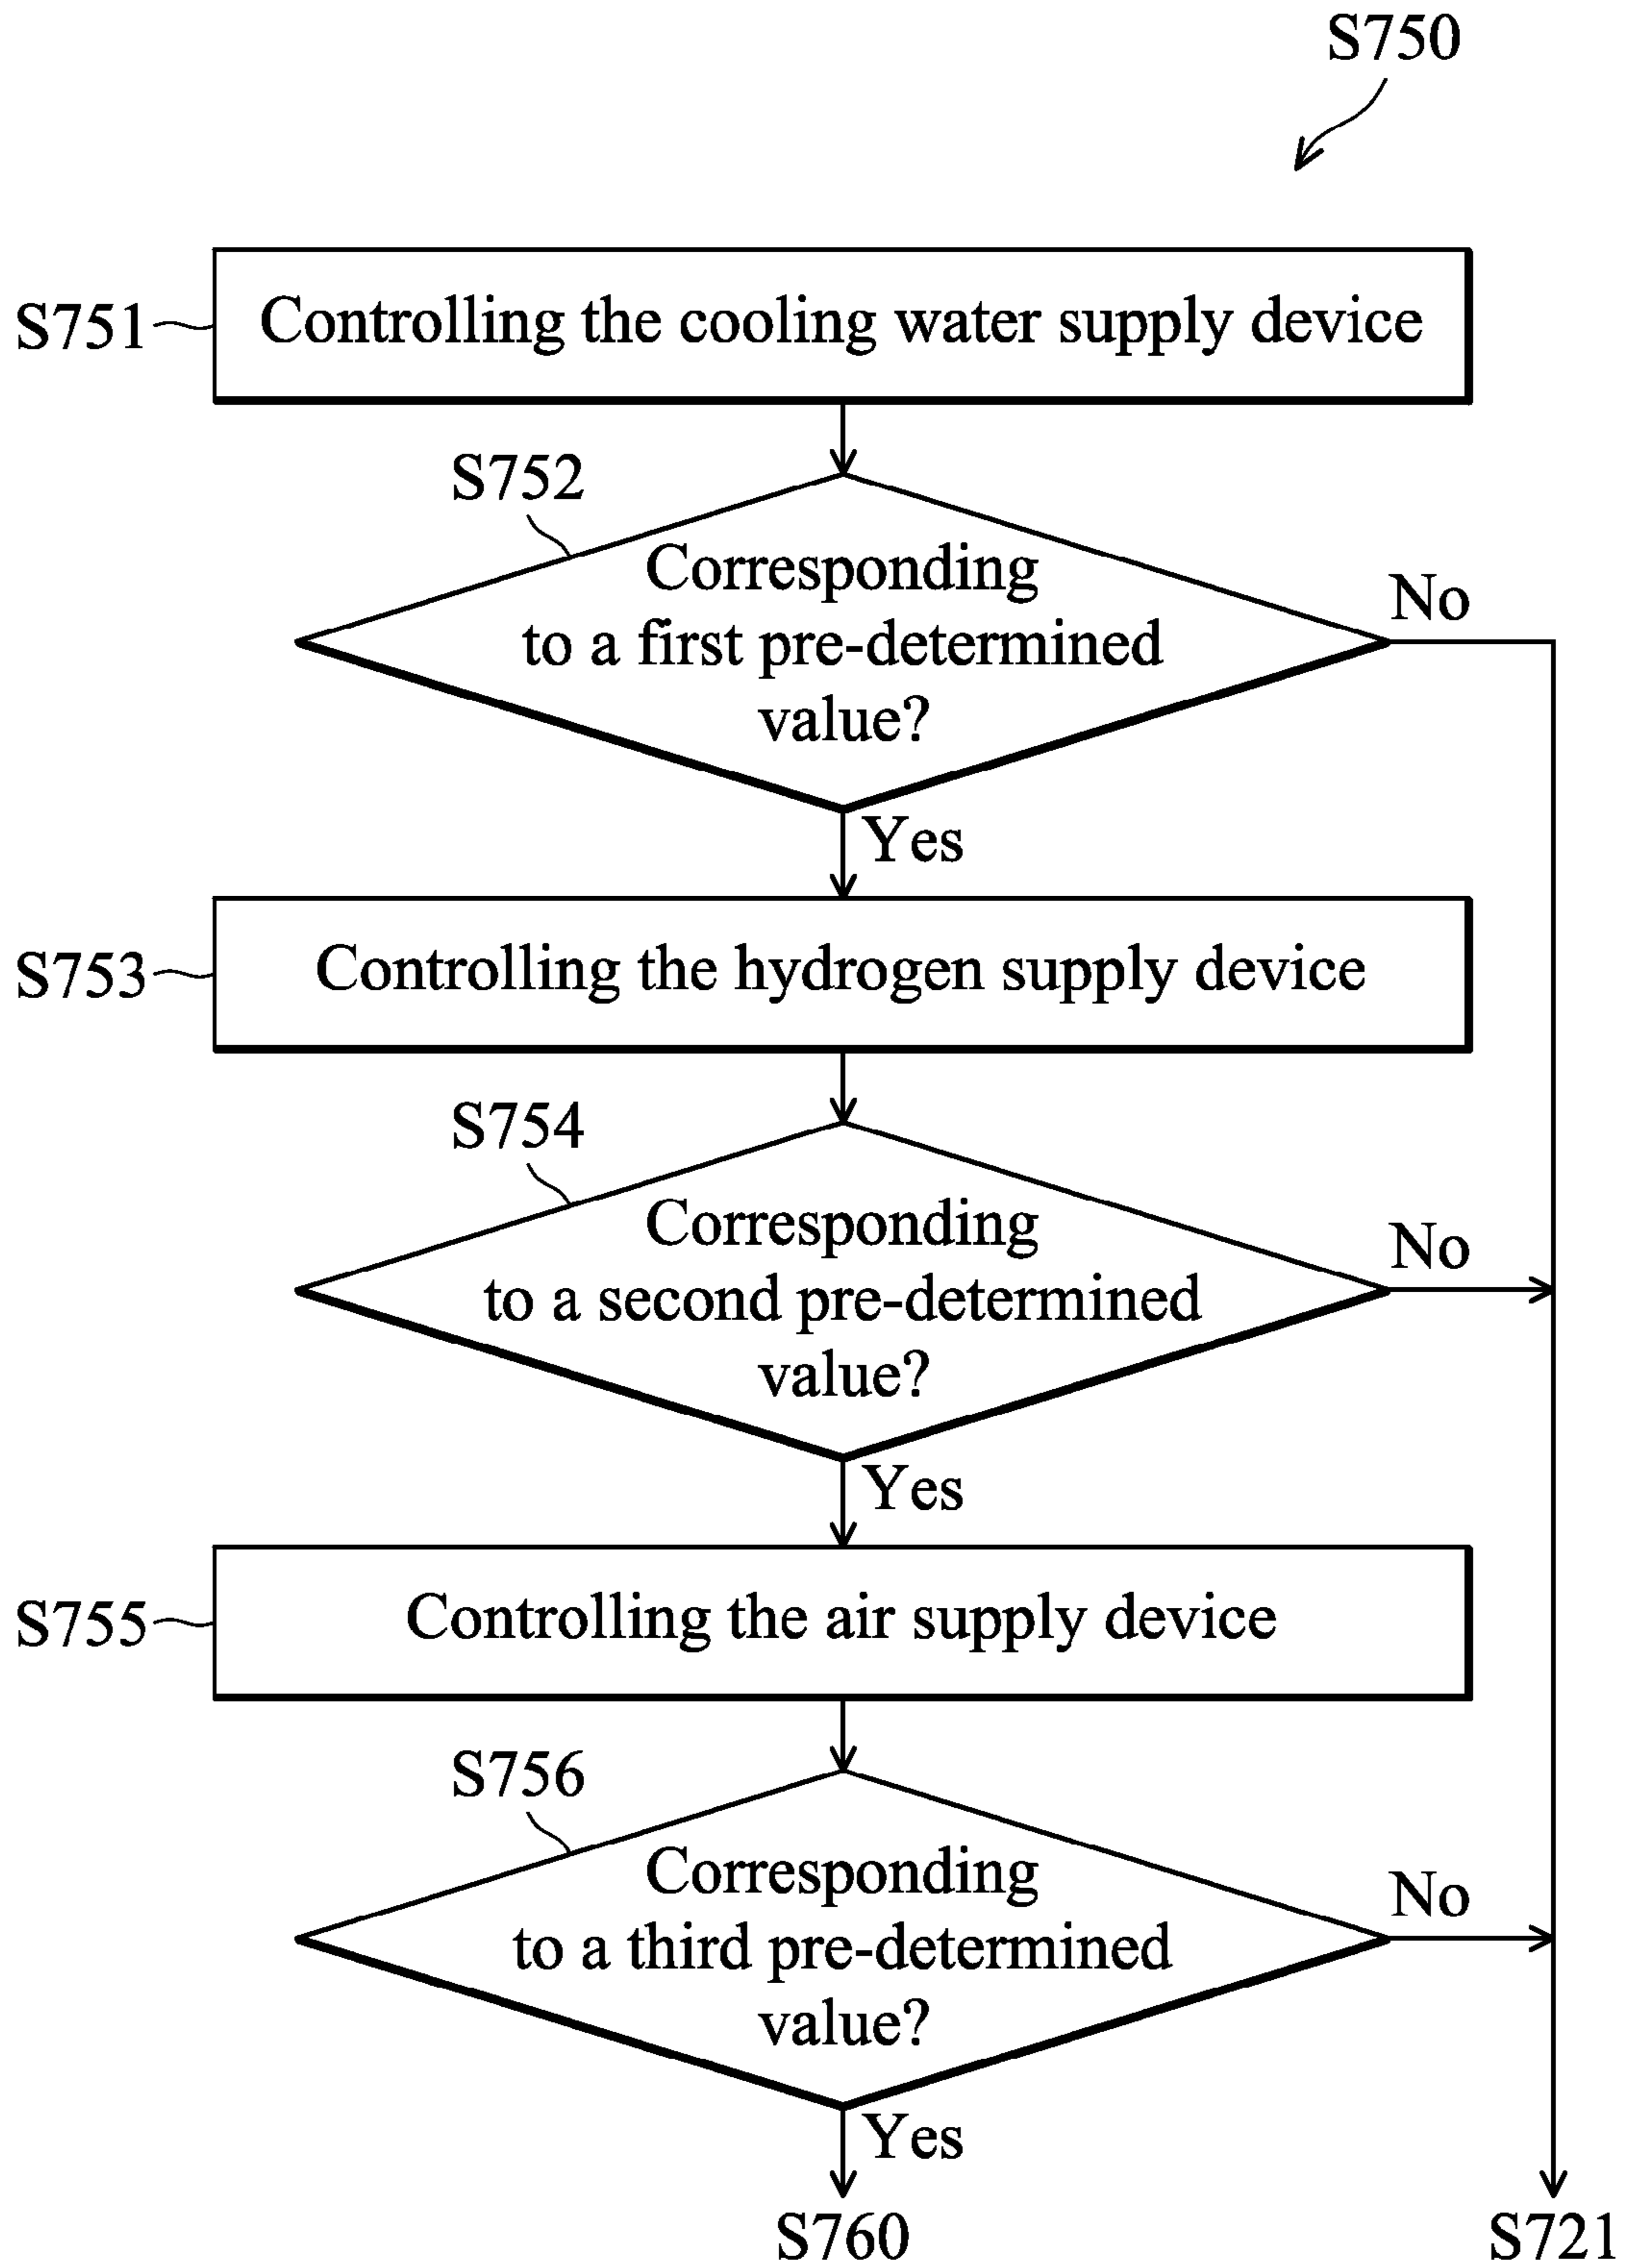 S750
S751
Controlling the cooling water supply device
S752
Corresponding
to a first pre-determined
value?
No
Yes
S753
Controlling the hydrogen supply device
S754
Corresponding
to a second pre-determined
value?
No
Yes
S755
Controlling the air supply device
S756
Corresponding
to a third pre-determined
value?
No
Yes
S760
S721